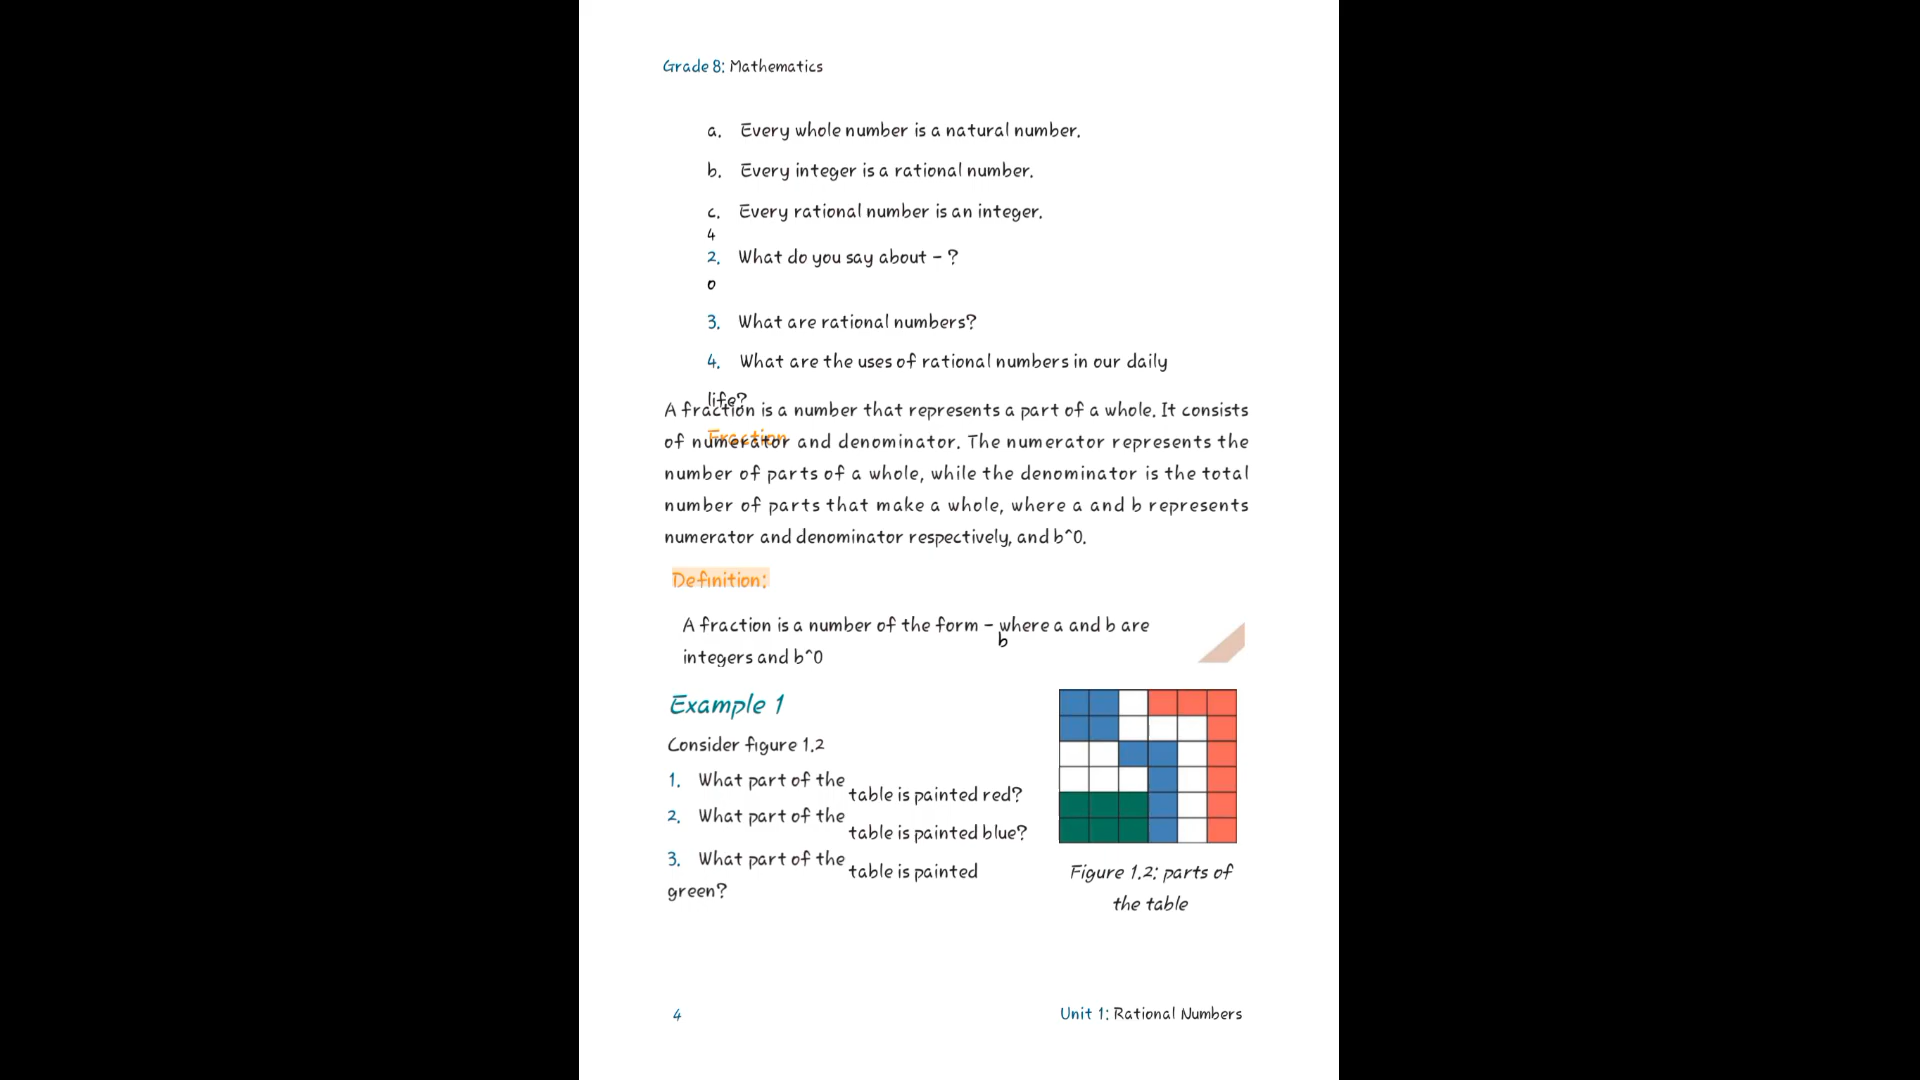 Grade 8: Mathematics
a. Every whole number is a natural number.
b. Every integer is a rational number.
c. Every rational number is an integer.
4
2. What do you say about - ?
0
3. What are rational numbers?
4. What are the uses of rational numbers in our daily
life?
Fraction
A fraction is a number that represents a part of a whole. It consists
of numerator and denominator. The numerator represents the
number of parts of a whole, while the denominator is the total
number of parts that make a whole, where a and b represents
numerator and denominator respectively, and b^0.
Definition:
A fraction is a number of the form - where a and b are
b
integers and b^0
Example 1
Consider figure 1.2
1. What part of the table is painted red?
2. What part of the table is painted blue?
3. What part of the table is painted
green?
Figure 1.2: parts of
the table
4
Unit 1: Rational Numbers